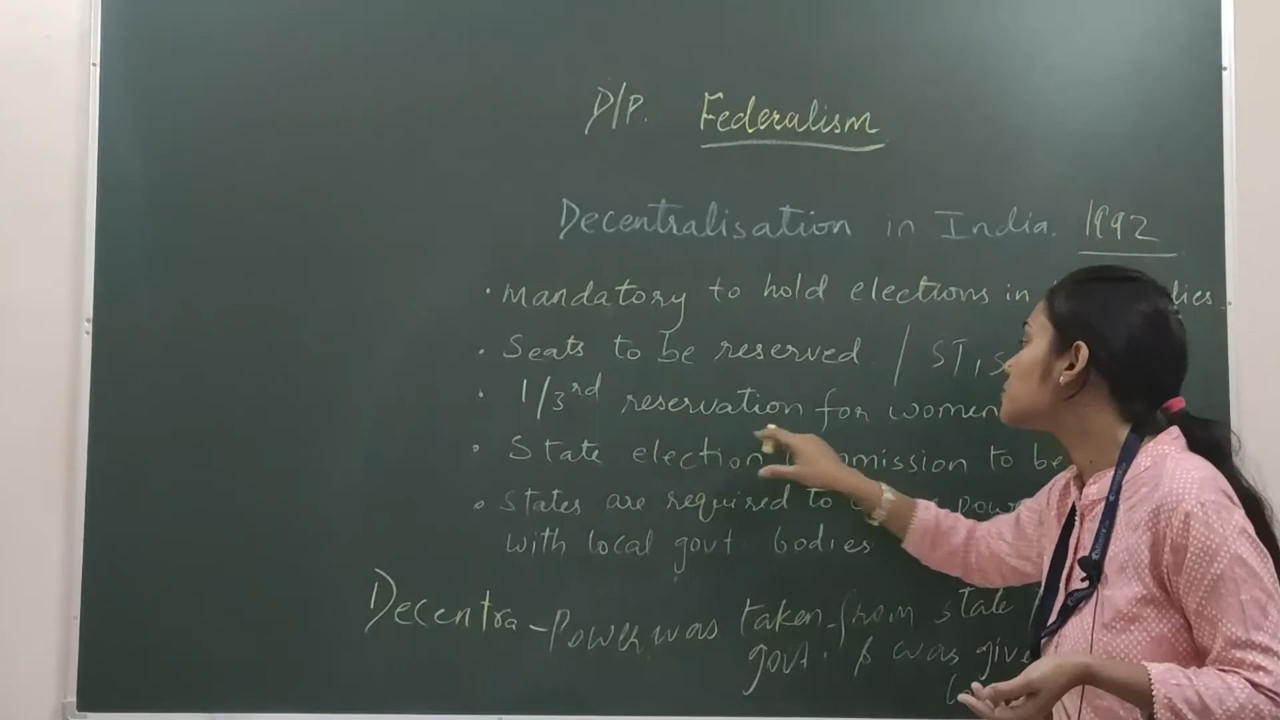 D/P. Federalism
Decentralisation in India. 1992
• Mandatory to hold elections in
• Seats to be reserved / ST,
• 1/3rd reservation for women
• State election to be
• States are required to
with local govt. bodies
Decentra - Power was taken from state
govt. & was